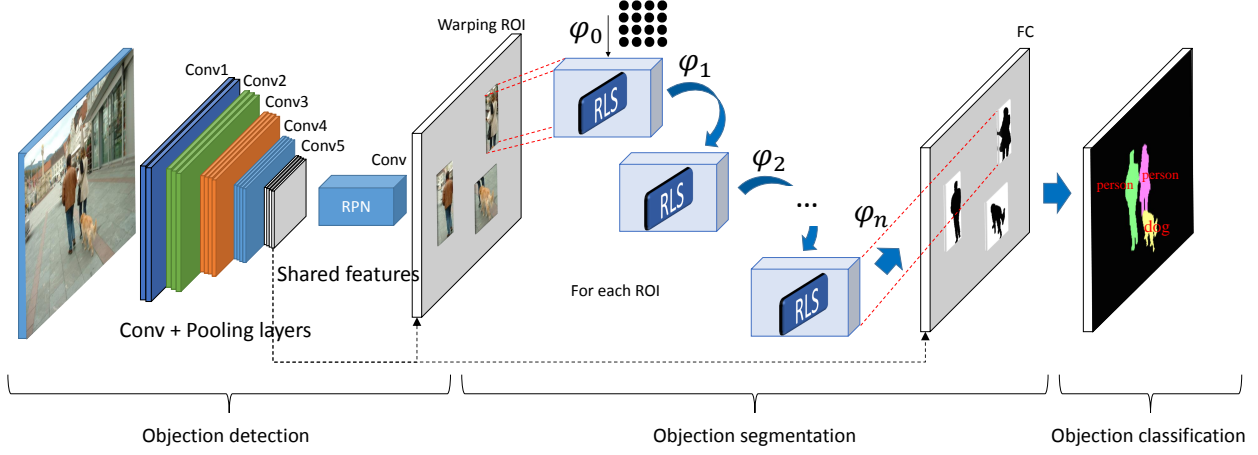 Warping ROI
φ₀
FC
Conv1
Conv2
Conv3
Conv4
Conv5
Conv
RPN
RLS
φ₁
RLS
φ₂
...
φₙ
RLS
person
person
dog
Shared features
For each ROI
Conv + Pooling layers
Objection detection
Objection segmentation
Objection classification